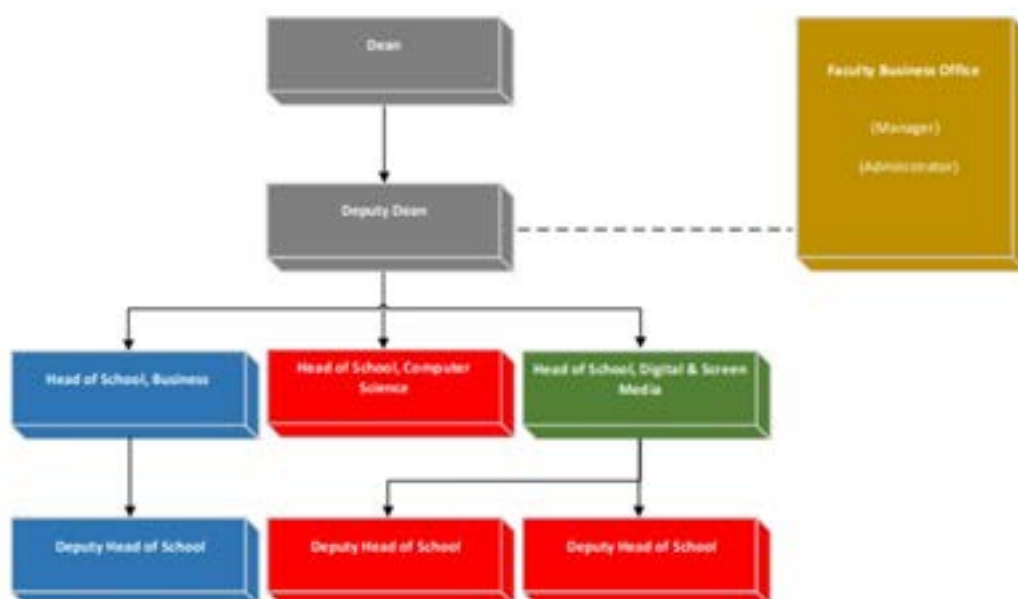 Dean
Faculty Business Office
(Manager)
(Administrator)
Deputy Dean
Head of School, Business
Head of School, Computer
Science
Head of School, Digital & Screen
Media
Deputy Head of School
Deputy Head of School
Deputy Head of School